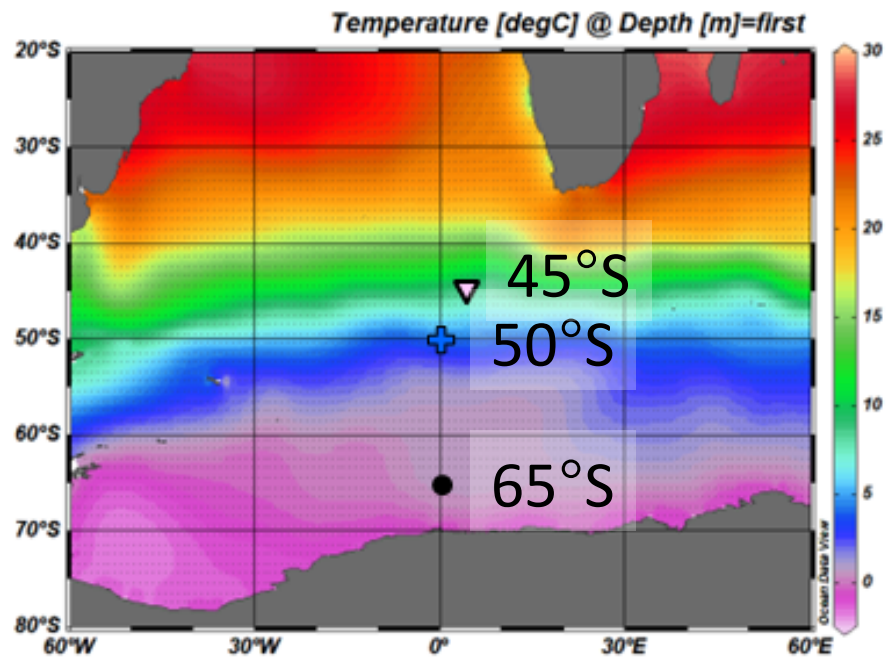 Temperature [degC] @ Depth [m]=first
20°S
30°S
40°S
50°S
60°S
70°S
80°S
60°W
30°W
0°
30°E
60°E
45°S
50°S
65°S
30
25
20
15
10
5
0
Ocean Data View